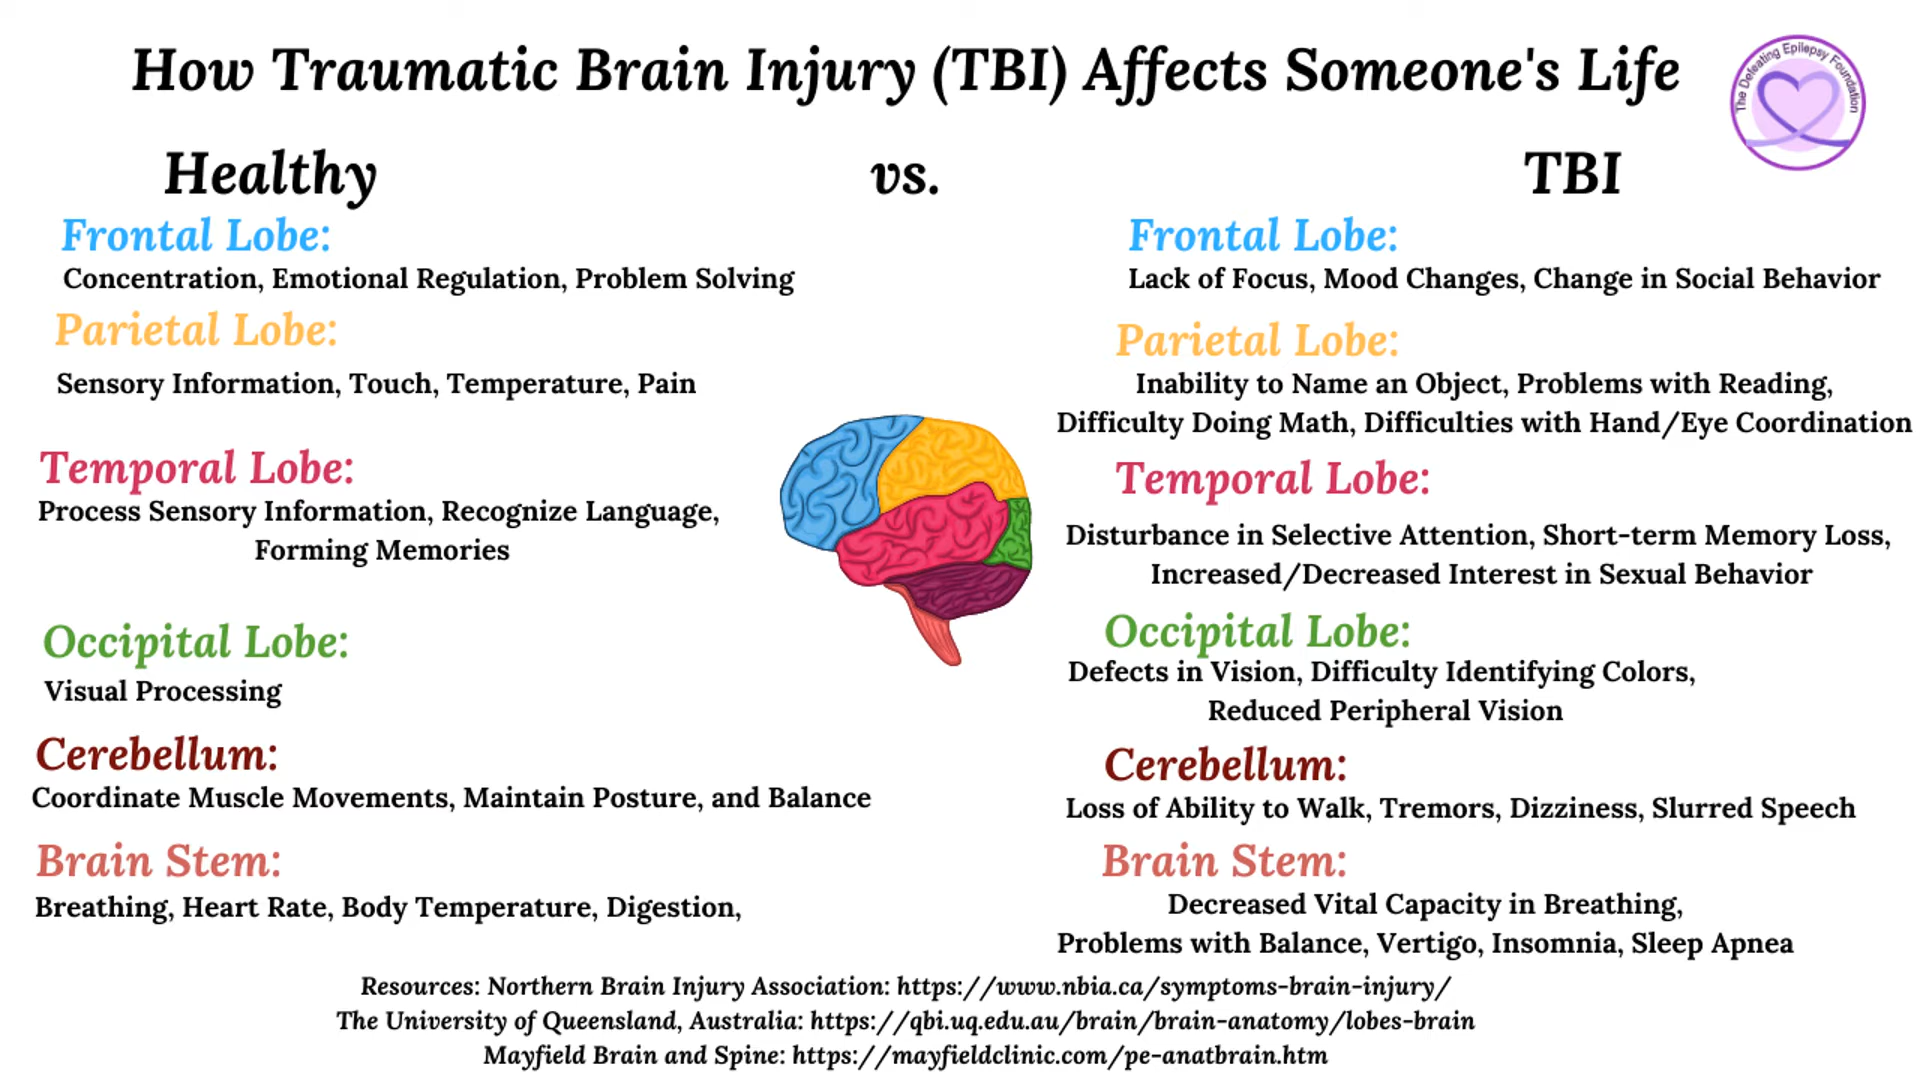 How Traumatic Brain Injury (TBI) Affects Someone's Life
The Defeating Epilepsy Foundation
Healthy
vs.
TBI
Frontal Lobe:
Concentration, Emotional Regulation, Problem Solving
Parietal Lobe:
Sensory Information, Touch, Temperature, Pain
Temporal Lobe:
Process Sensory Information, Recognize Language,
Forming Memories
Occipital Lobe:
Visual Processing
Cerebellum:
Coordinate Muscle Movements, Maintain Posture, and Balance
Brain Stem:
Breathing, Heart Rate, Body Temperature, Digestion,
Frontal Lobe:
Lack of Focus, Mood Changes, Change in Social Behavior
Parietal Lobe:
Inability to Name an Object, Problems with Reading,
Difficulty Doing Math, Difficulties with Hand/Eye Coordination
Temporal Lobe:
Disturbance in Selective Attention, Short-term Memory Loss,
Increased/Decreased Interest in Sexual Behavior
Occipital Lobe:
Defects in Vision, Difficulty Identifying Colors,
Reduced Peripheral Vision
Cerebellum:
Loss of Ability to Walk, Tremors, Dizziness, Slurred Speech
Brain Stem:
Decreased Vital Capacity in Breathing,
Problems with Balance, Vertigo, Insomnia, Sleep Apnea
Resources: Northern Brain Injury Association: https://www.nbia.ca/symptoms-brain-injury/
The University of Queensland, Australia: https://qbi.uq.edu.au/brain/brain-anatomy/lobes-brain
Mayfield Brain and Spine: https://mayfieldclinic.com/pe-anatbrain.htm